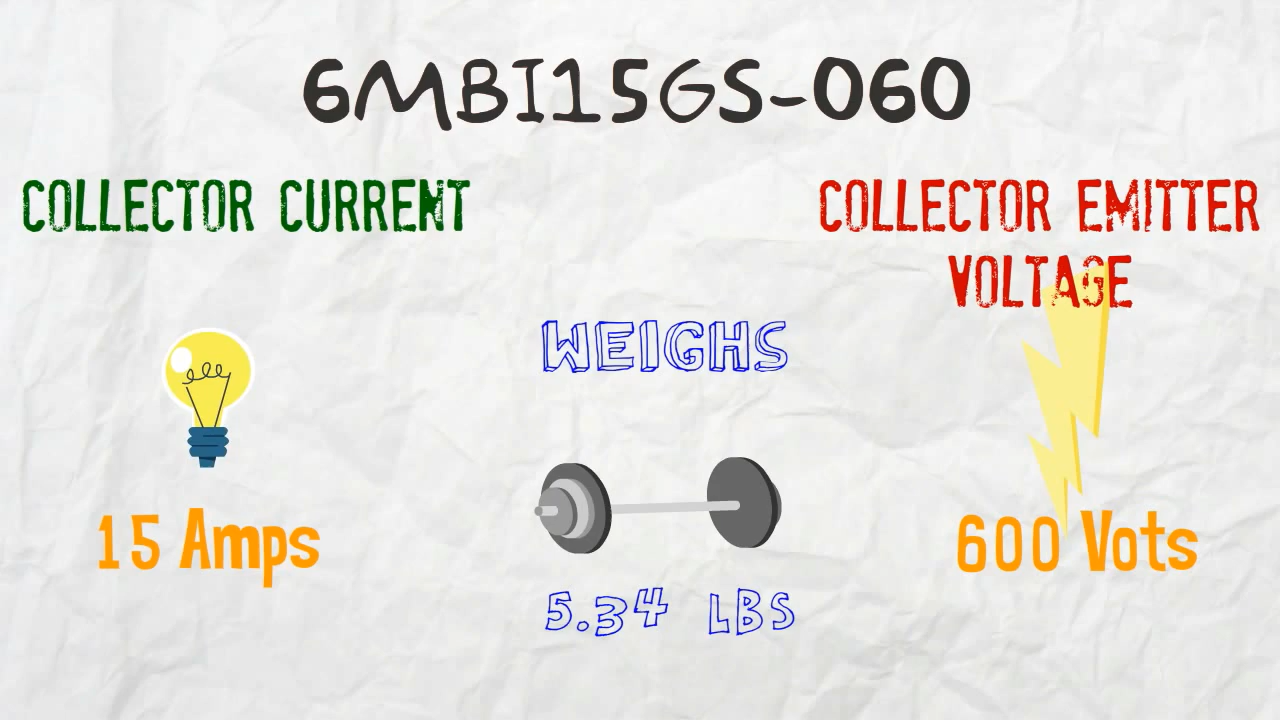 6MBI15GS-060
COLLECTOR CURRENT
COLLECTOR EMITTER
VOLTAGE
WEIGHS
15 Amps
600 Vots
5.34 LBS